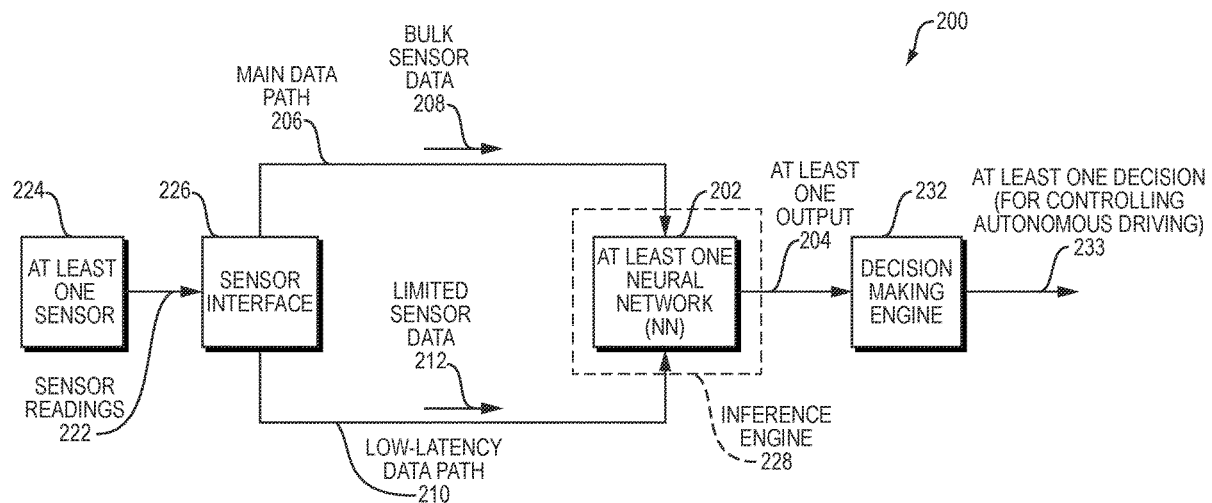 200
BULK
SENSOR
DATA
208
MAIN DATA
PATH
206
224
AT LEAST
ONE
SENSOR
SENSOR
READINGS
222
226
SENSOR
INTERFACE
LIMITED
SENSOR
DATA
212
LOW-LATENCY
DATA PATH
210
202
AT LEAST ONE
NEURAL
NETWORK
(NN)
INFERENCE
ENGINE
228
AT LEAST
ONE
OUTPUT
204
232
DECISION
MAKING
ENGINE
AT LEAST ONE DECISION
(FOR CONTROLLING
AUTONOMOUS DRIVING)
233